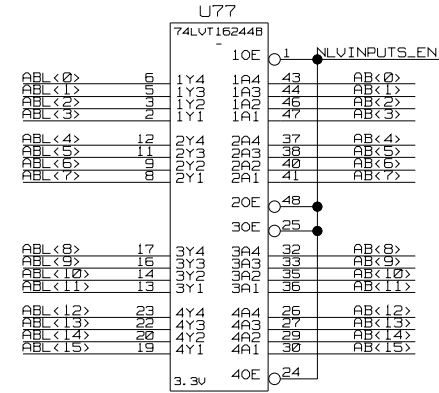 U77
74LVT16244B
-
1OE 1 NLVINPUTS_EN
ABL<0> 6 1Y4 1A4 43 AB<0>
ABL<1> 5 1Y3 1A3 44 AB<1>
ABL<2> 3 1Y2 1A2 46 AB<2>
ABL<3> 2 1Y1 1A1 47 AB<3>
ABL<4> 12 2Y4 2A4 37 AB<4>
ABL<5> 11 2Y3 2A3 38 AB<5>
ABL<6> 9 2Y2 2A2 40 AB<6>
ABL<7> 8 2Y1 2A1 41 AB<7>
2OE 48
3OE 25
ABL<8> 17 3Y4 3A4 32 AB<8>
ABL<9> 16 3Y3 3A3 33 AB<9>
ABL<10> 14 3Y2 3A2 35 AB<10>
ABL<11> 13 3Y1 3A1 36 AB<11>
ABL<12> 23 4Y4 4A4 26 AB<12>
ABL<13> 22 4Y3 4A3 27 AB<13>
ABL<14> 20 4Y2 4A2 29 AB<14>
ABL<15> 19 4Y1 4A1 30 AB<15>
3.3V 4OE 24